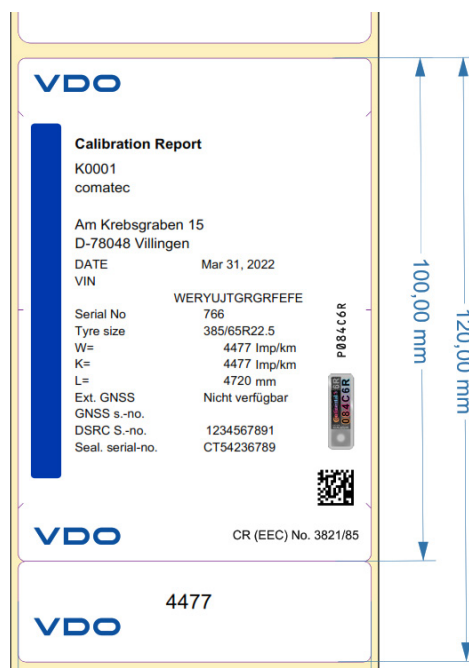 VDO
Calibration Report
K0001
comatec
Am Krebsgraben 15
D-78048 Villingen
DATE Mar 31, 2022
VIN
WERYUJTGRGRFEFE
Serial No 766
Tyre size 385/65R22.5
W= 4477 Imp/km
K= 4477 Imp/km
L= 4720 mm
Ext. GNSS Nicht verfügbar
GNSS s.-no.
DSRC S.-no. 1234567891
Seal. serial-no. CT54236789
P084C6R
084C6R
VDO
CR (EEC) No. 3821/85
4477
VDO
100,00 mm
120,00 mm